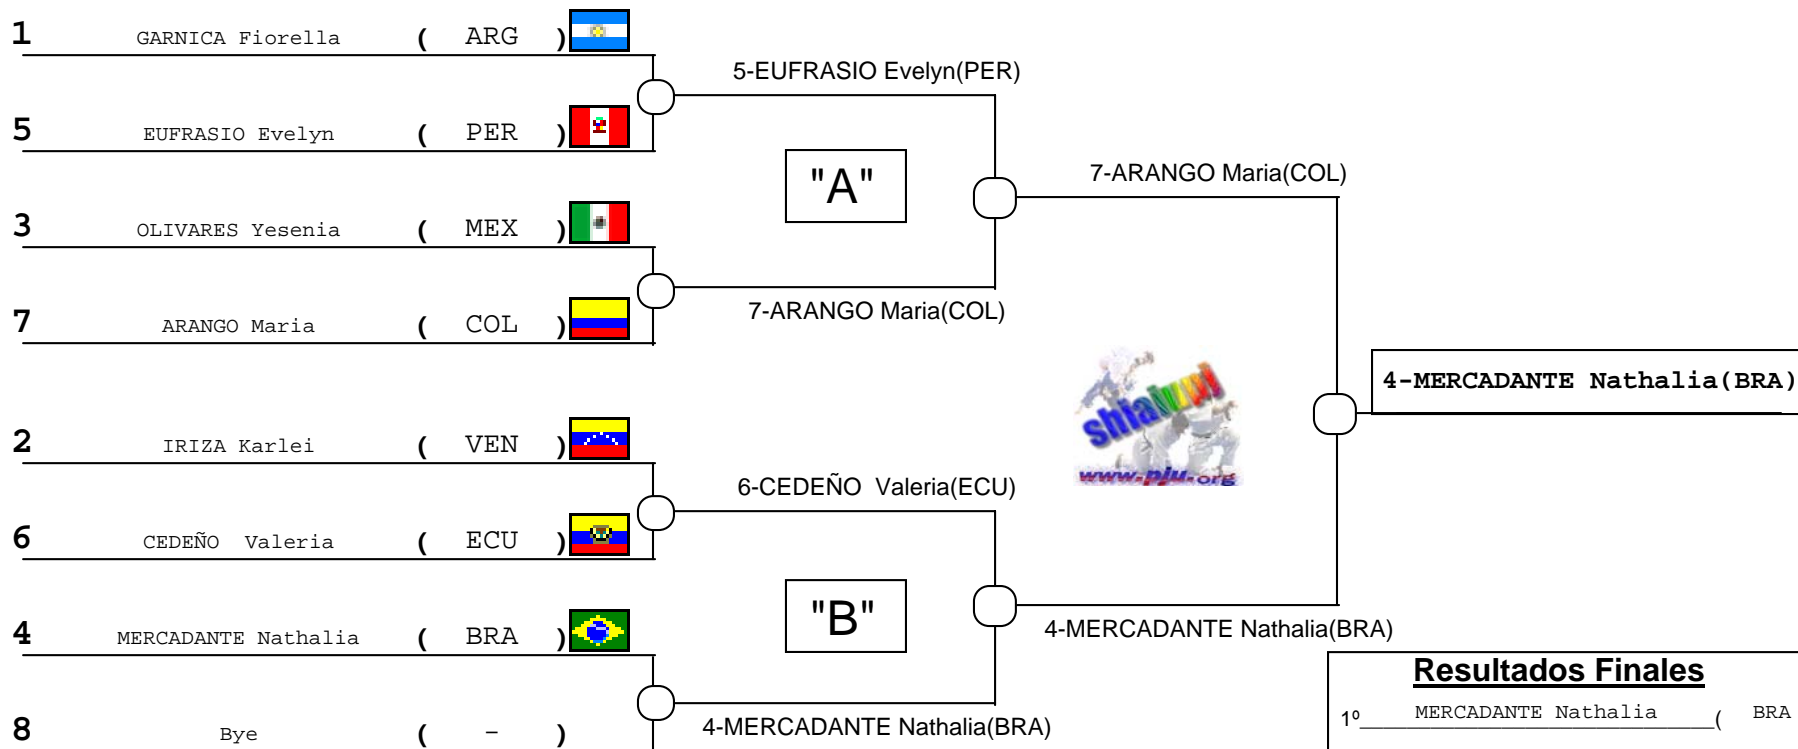 1 GARNICA Fiorella ( ARG )
5-EUFRASIO Evelyn(PER)
5 EUFRASIO Evelyn ( PER )
"A"
7-ARANGO Maria(COL)
3 OLIVARES Yesenia ( MEX )
7-ARANGO Maria(COL)
7 ARANGO Maria ( COL )
shiai
www.pju.org
4-MERCADANTE Nathalia(BRA)
2 IRIZA Karlei ( VEN )
6-CEDEÑO Valeria(ECU)
6 CEDEÑO Valeria ( ECU )
"B"
4-MERCADANTE Nathalia(BRA)
4 MERCADANTE Nathalia ( BRA )
Resultados Finales
1º MERCADANTE Nathalia ( BRA
4-MERCADANTE Nathalia(BRA)
8 Bye ( - )